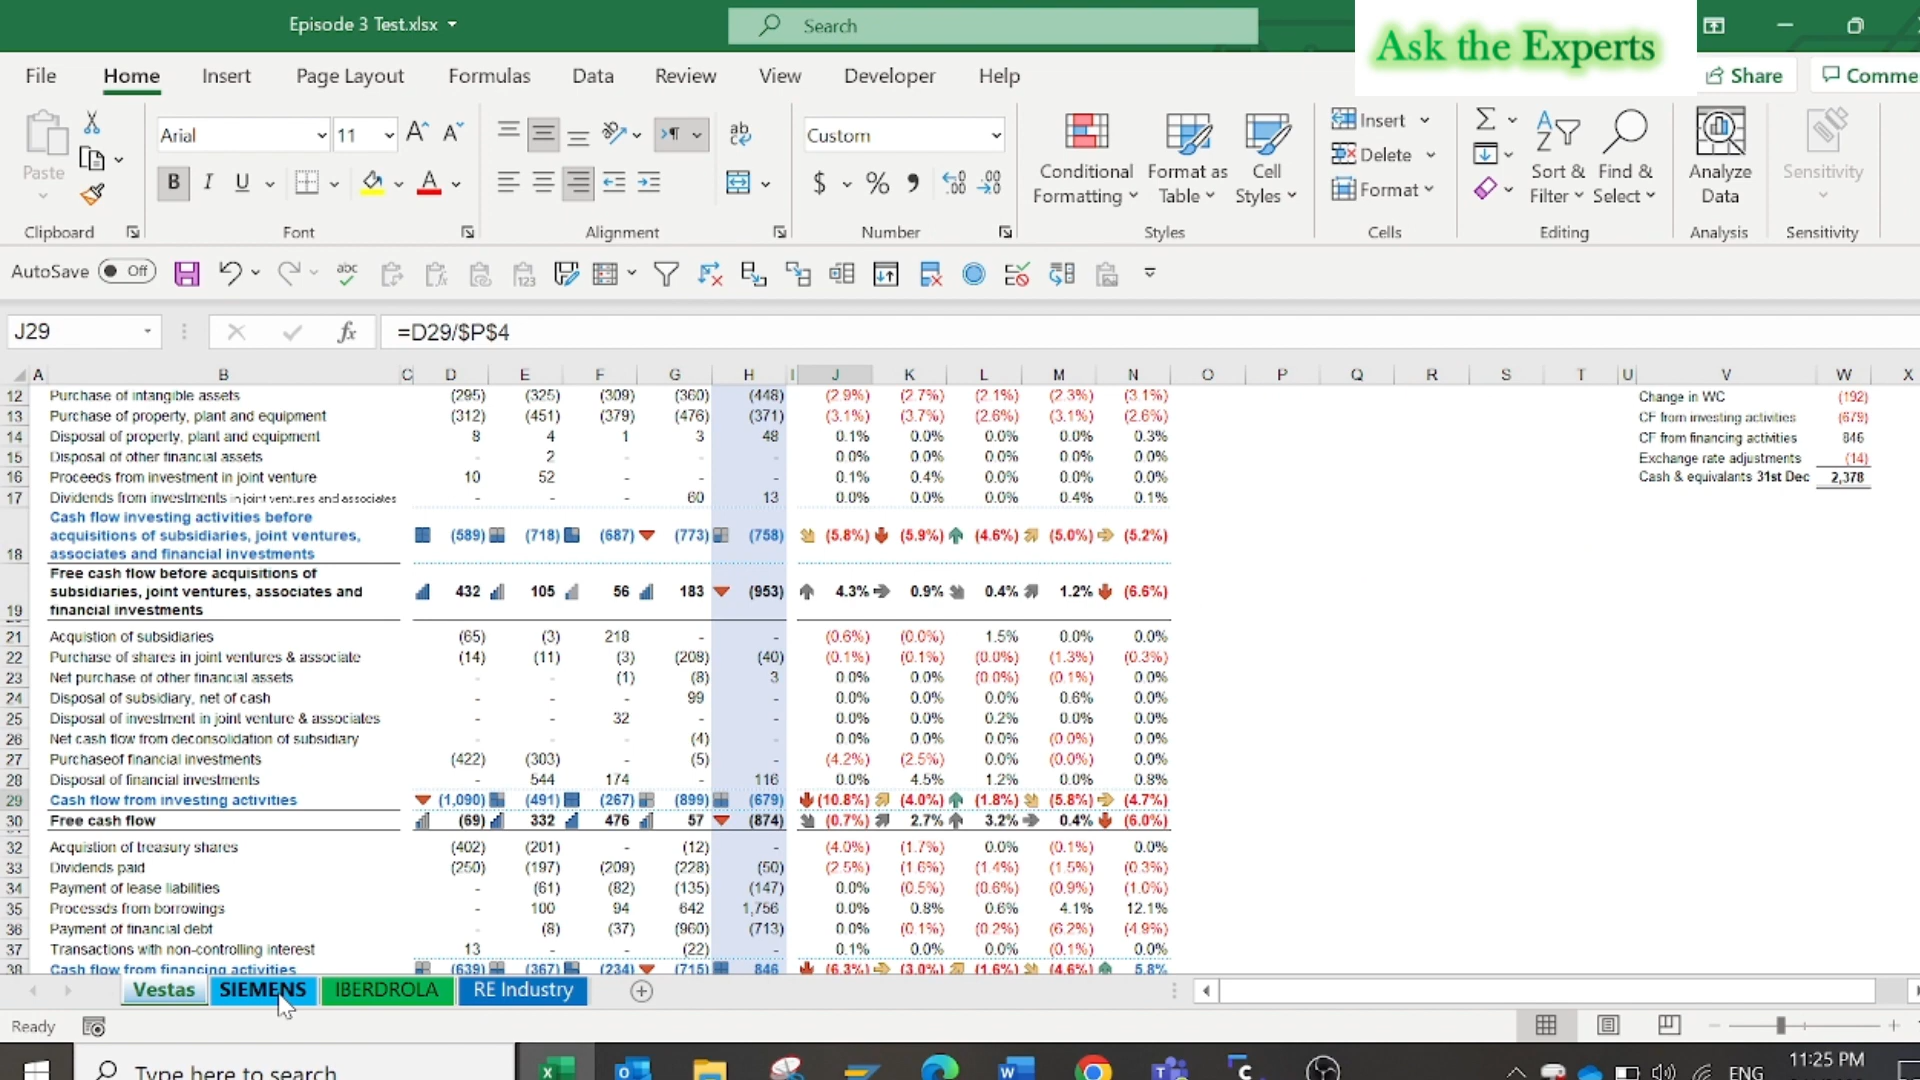 Episode 3 Test.xlsx
Search
Ask the Experts
File Home Insert Page Layout Formulas Data Review View Developer Help Share Comme
Paste
Arial 11
B I U
Custom
$ %
Conditional Formatting
Format as Table
Cell Styles
Insert
Delete
Format
Sort & Filter
Find & Select
Analyze Data
Sensitivity
Clipboard Font Alignment Number Styles Cells Editing Analysis Sensitivity
AutoSave Off
J29 fx =D29/$P$4
A B C D E F G H I J K L M N O P Q R S T U V W X
12 Purchase of intangible assets (295) (325) (309) (360) (448) (2.9%) (2.7%) (2.1%) (2.3%) (3.1%) Change in WC (192)
13 Purchase of property, plant and equipment (312) (451) (379) (476) (371) (3.1%) (3.7%) (2.6%) (3.1%) (2.6%) CF from investing activities (679)
14 Disposal of property, plant and equipment 8 4 1 3 48 0.1% 0.0% 0.0% 0.0% 0.3% CF from financing activities 846
15 Disposal of other financial assets - 2 - - - 0.0% 0.0% 0.0% 0.0% 0.0% Exchange rate adjustments (14)
16 Proceeds from investment in joint venture 10 52 - - - 0.1% 0.4% 0.0% 0.0% 0.0% Cash & equivalants 31st Dec 2,378
17 Dividends from investments in joint ventures and associates - - - 60 13 0.0% 0.0% 0.0% 0.4% 0.1%
Cash flow investing activities before
acquisitions of subsidiaries, joint ventures, (589) (718) (687) (773) (758) (5.8%) (5.9%) (4.6%) (5.0%) (5.2%)
18 associates and financial investments
Free cash flow before acquisitions of
subsidiaries, joint ventures, associates and 432 105 56 183 (953) 4.3% 0.9% 0.4% 1.2% (6.6%)
19 financial investments
21 Acquistion of subsidiaries (65) (3) 218 - - (0.6%) (0.0%) 1.5% 0.0% 0.0%
22 Purchase of shares in joint ventures & associate (14) (11) (3) (208) (40) (0.1%) (0.1%) (0.0%) (1.3%) (0.3%)
23 Net purchase of other financial assets - - (1) (8) 3 0.0% 0.0% (0.0%) (0.1%) 0.0%
24 Disposal of subsidiary, net of cash - - - 99 - 0.0% 0.0% 0.0% 0.6% 0.0%
25 Disposal of investment in joint venture & associates - - 32 - - 0.0% 0.0% 0.2% 0.0% 0.0%
26 Net cash flow from deconsolidation of subsidiary - - - (4) - 0.0% 0.0% 0.0% (0.0%) 0.0%
27 Purchaseof financial investments (422) (303) - (5) - (4.2%) (2.5%) 0.0% (0.0%) 0.0%
28 Disposal of financial investments - 544 174 - 116 0.0% 4.5% 1.2% 0.0% 0.8%
29 Cash flow from investing activities (1,090) (491) (267) (899) (679) (10.8%) (4.0%) (1.8%) (5.8%) (4.7%)
30 Free cash flow (69) 332 476 57 (874) (0.7%) 2.7% 3.2% 0.4% (6.0%)
32 Acquistion of treasury shares (402) (201) - (12) - (4.0%) (1.7%) 0.0% (0.1%) 0.0%
33 Dividends paid (250) (197) (209) (228) (50) (2.5%) (1.6%) (1.4%) (1.5%) (0.3%)
34 Payment of lease liabilities - (61) (82) (135) (147) 0.0% (0.5%) (0.6%) (0.9%) (1.0%)
35 Processds from borrowings - 100 94 642 1,756 0.0% 0.8% 0.6% 4.1% 12.1%
36 Payment of financial debt - (8) (37) (960) (713) 0.0% (0.1%) (0.2%) (6.2%) (4.9%)
37 Transactions with non-controlling interest 13 - - (22) - 0.1% 0.0% 0.0% (0.1%) 0.0%
38 Cash flow from financing activities (639) (367) (234) (715) 846 (6.3%) (3.0%) (1.6%) (4.6%) 5.8%
Vestas SIEMENS IBERDROLA RE Industry
Ready
Type here to search
ENG
11:25 PM